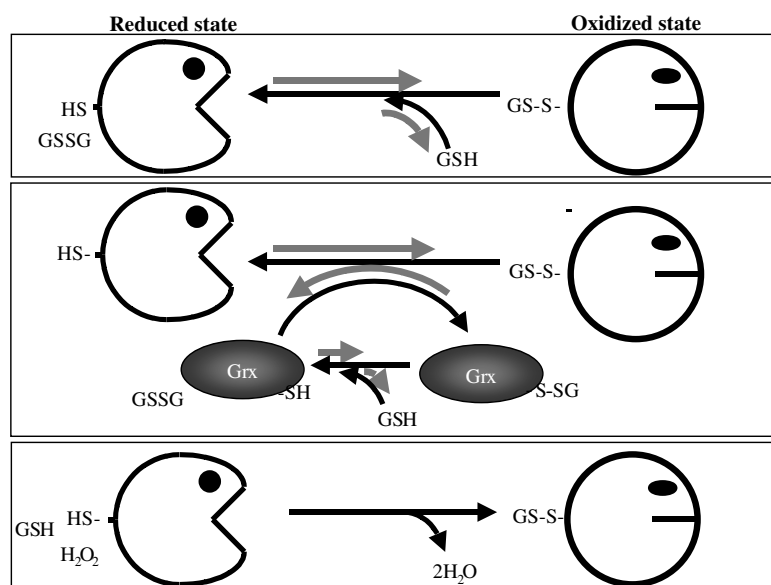 Reduced state Oxidized state
HS GS-S-
GSSG
GSH
HS- GS-S-
Grx Grx
GSSG -SH -S-SG
GSH
HS- GS-S-
GSH
H₂O₂
2H₂O